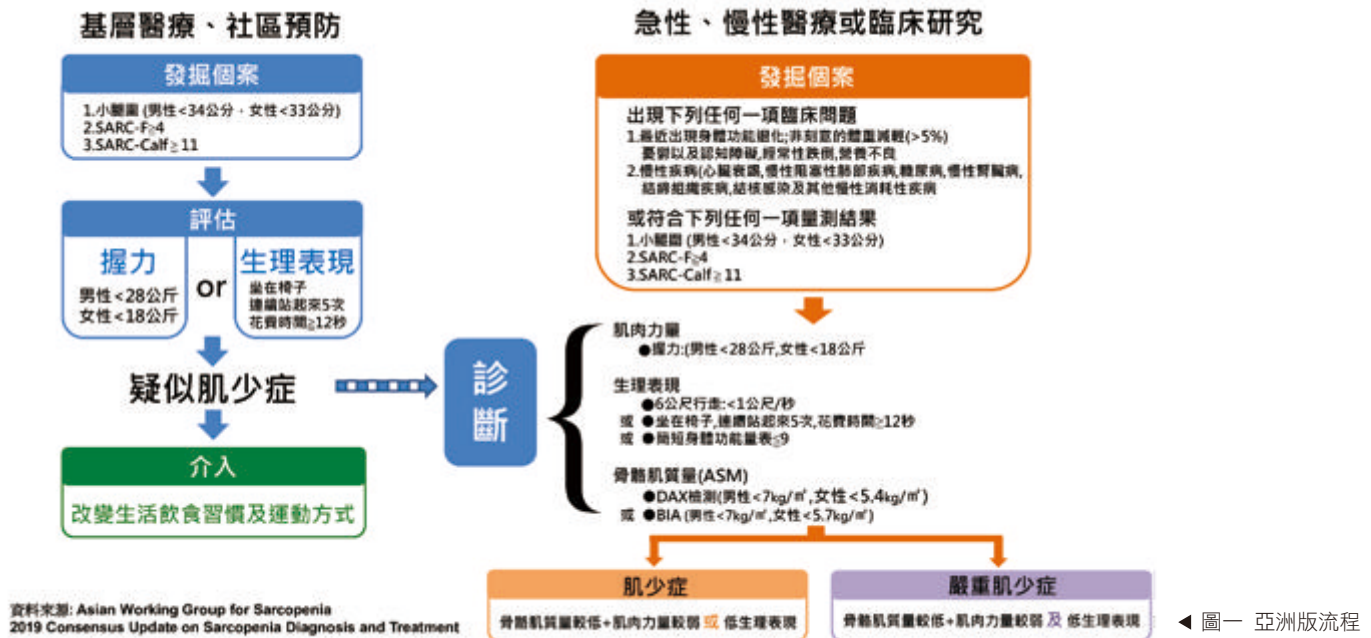 基層醫療、社區預防
發掘個案
1.小腿圍 (男性<34公分，女性<33公分)
2.SARC-F≧4
3.SARC-Calf≧11
評估
握力
男性<28公斤
女性<18公斤
or
生理表現
坐在椅子
連續站起來5次
花費時間≧12秒
疑似肌少症
介入
改變生活飲食習慣及運動方式
診
斷
急性、慢性醫療或臨床研究
發掘個案
出現下列任何一項臨床問題
1.最近出現身體功能退化;非刻意的體重減輕(>5%)
憂鬱以及認知障礙,經常性跌倒,營養不良
2.慢性疾病(心臟衰竭,慢性阻塞性肺部疾病,糖尿病,慢性腎臟病,
結締組織疾病,結核感染及其他慢性消耗性疾病
或符合下列任何一項量測結果
1.小腿圍 (男性<34公分，女性<33公分)
2.SARC-F≧4
3.SARC-Calf≧11
肌肉力量
●握力:(男性<28公斤,女性<18公斤
生理表現
●6公尺行走:<1公尺/秒
或 ●坐在椅子,連續站起來5次,花費時間≧12秒
或 ●簡短身體功能量表≦9
骨骼肌質量(ASM)
●DAX檢測(男性<7kg/㎡,女性<5.4kg/㎡)
或 ●BIA (男性<7kg/㎡,女性<5.7kg/㎡)
肌少症
骨骼肌質量較低+肌肉力量較弱 或 低生理表現
嚴重肌少症
骨骼肌質量較低+肌肉力量較弱 及 低生理表現
資料來源: Asian Working Group for Sarcopenia
2019 Consensus Update on Sarcopenia Diagnosis and Treatment
◀ 圖一 亞洲版流程